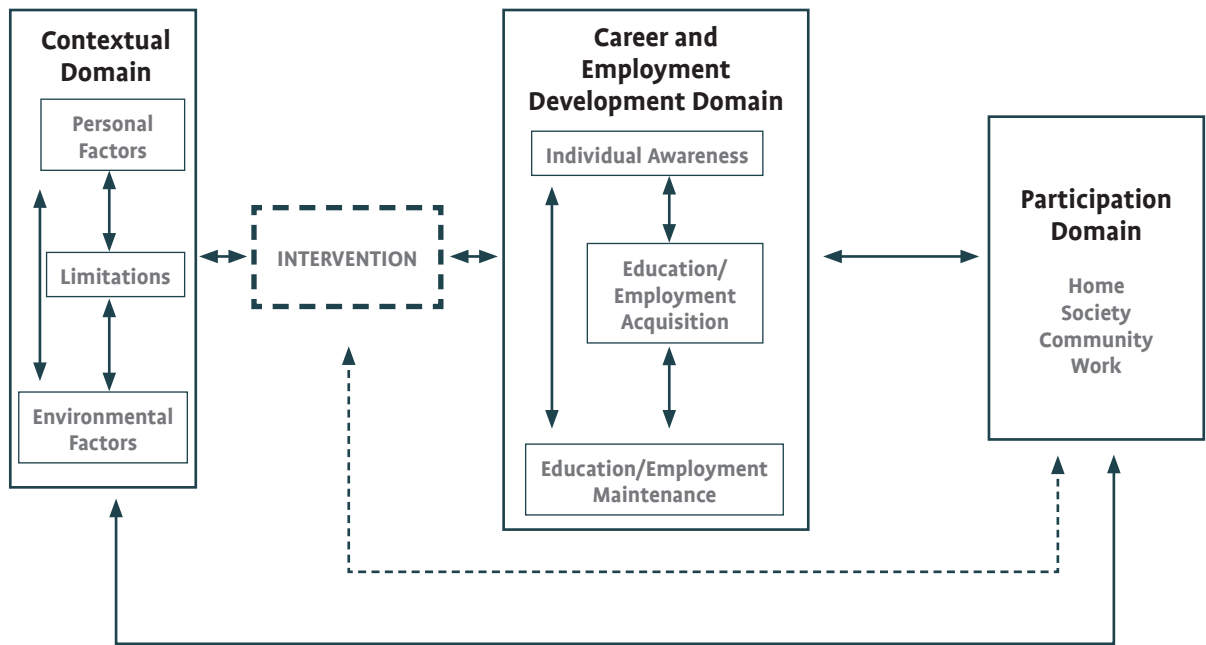 Contextual
Domain
Personal
Factors
Limitations
Environmental
Factors
INTERVENTION
Career and
Employment
Development Domain
Individual Awareness
Education/
Employment
Acquisition
Education/Employment
Maintenance
Participation
Domain
Home
Society
Community
Work